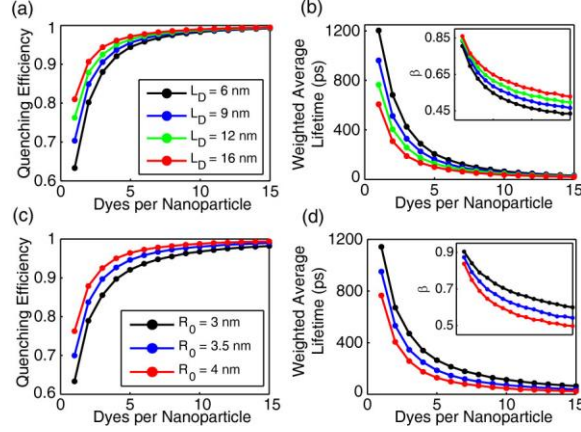 (a)
Quenching Efficiency
1
0.9
0.8
0.7
0.6
0
5
10
15
Dyes per Nanoparticle
L_D = 6 nm
L_D = 9 nm
L_D = 12 nm
L_D = 16 nm
(b)
Weighted Average
Lifetime (ps)
1200
800
400
0
0
5
10
15
Dyes per Nanoparticle
β
0.85
0.65
0.45
(c)
Quenching Efficiency
1
0.9
0.8
0.7
0.6
0
5
10
15
Dyes per Nanoparticle
R_0 = 3 nm
R_0 = 3.5 nm
R_0 = 4 nm
(d)
Weighted Average
Lifetime (ps)
1200
800
400
0
0
5
10
15
Dyes per Nanoparticle
β
0.9
0.7
0.5